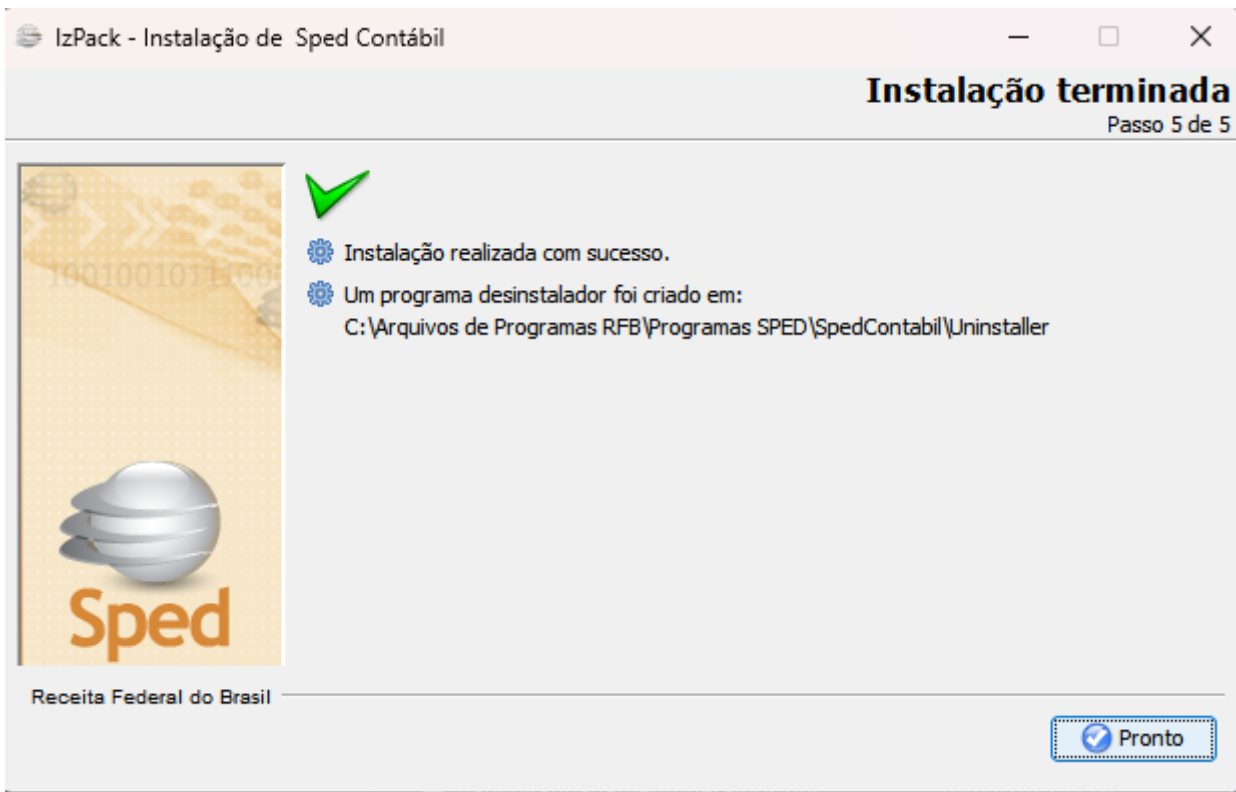 IzPack - Instalação de Sped Contábil
Instalação terminada
Passo 5 de 5
10010010111000
Instalação realizada com sucesso.
Um programa desinstalador foi criado em:
C:\Arquivos de Programas RFB\Programas SPED\SpedContabil\Uninstaller
Sped
Receita Federal do Brasil
Pronto